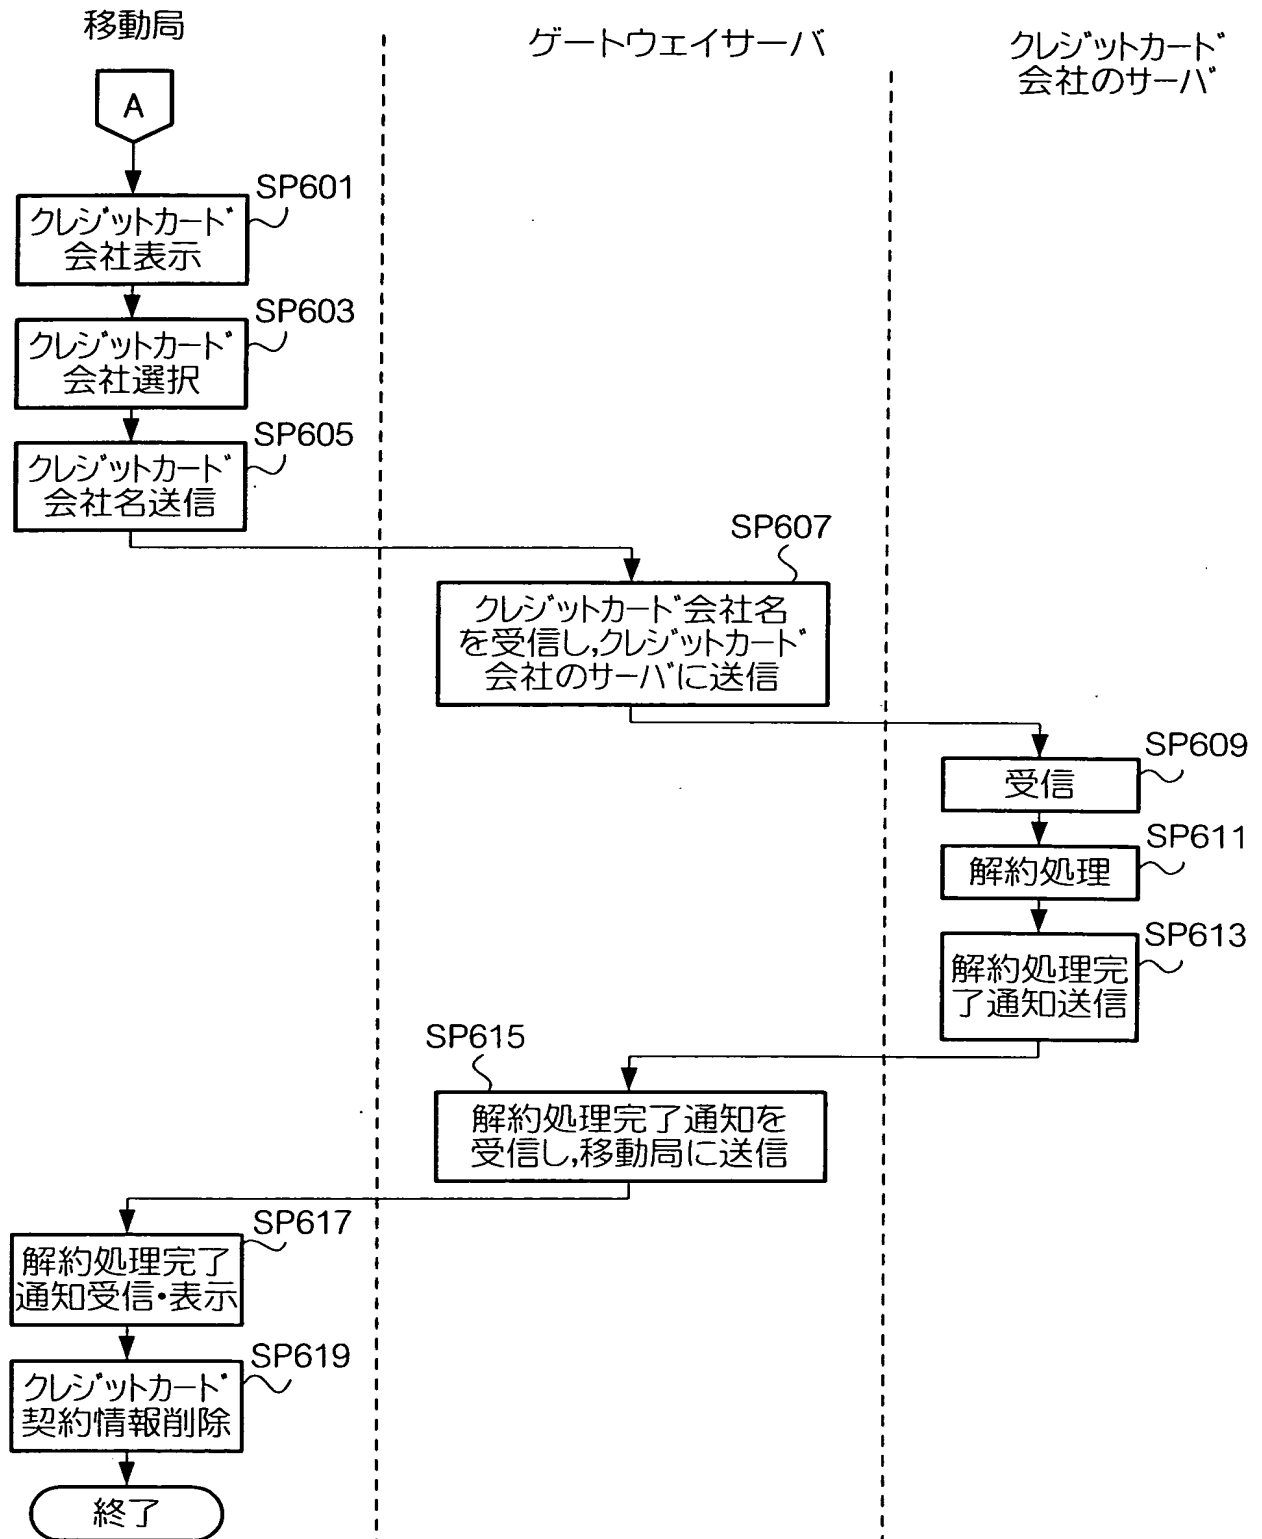 移動局
ゲートウェイサーバ
クレジットカード
会社のサーバ
A
SP601
クレジットカード
会社表示
SP603
クレジットカード
会社選択
SP605
クレジットカード
会社名送信
SP607
クレジットカード会社名
を受信し,クレジットカード
会社のサーバに送信
SP609
受信
SP611
解約処理
SP613
解約処理完
了通知送信
SP615
解約処理完了通知を
受信し,移動局に送信
SP617
解約処理完了
通知受信・表示
SP619
クレジットカード
契約情報削除
終了